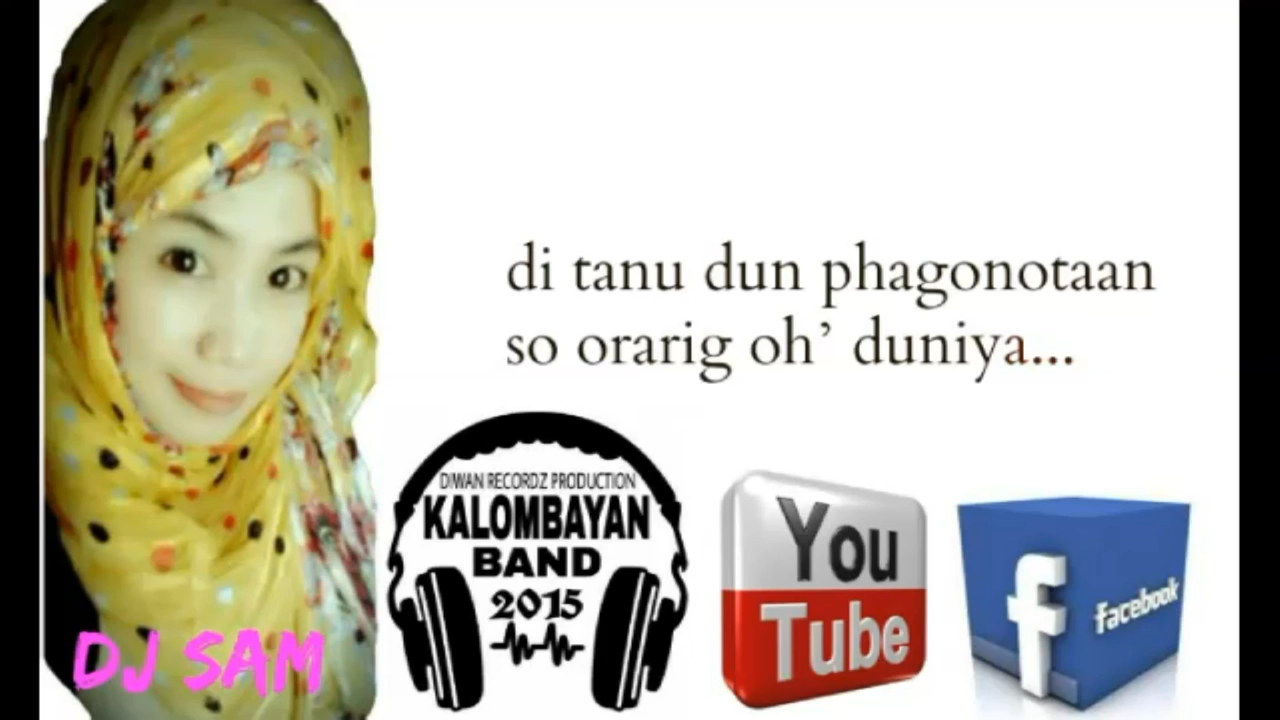 di tanu dun phagonotaan
so orarig oh’ duniya...
DIWAN RECORDZ PRODUCTION
KALOMBAYAN
BAND
2015
You
Tube
f
facebook
DJ SAM